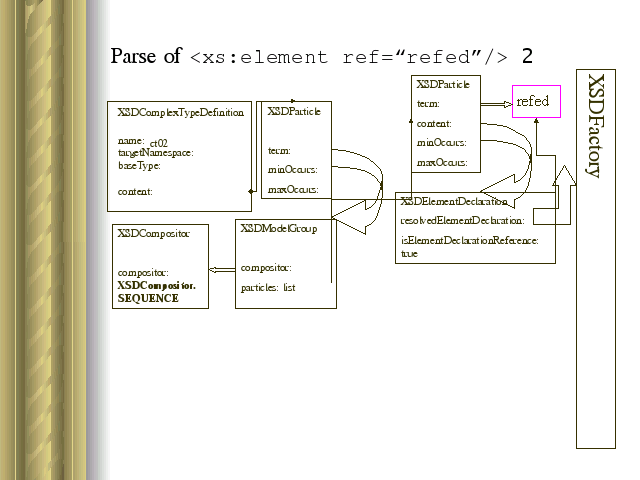 Parse of <xs:element ref=“refed”/> 2
XSDComplexTypeDefinition
name: ct02
targetNamespace:
baseType:
content:
XSDParticle
term:
minOccurs:
maxOccurs:
XSDParticle
term:
content:
minOccurs:
maxOccurs:
refed
XSDFactory
XSDElementDeclaration
resolvedElementDeclaration:
isElementDeclarationReference:
true
XSDCompositor
compositor:
XSDCompositor.
SEQUENCE
XSDModelGroup
compositor:
particles: list